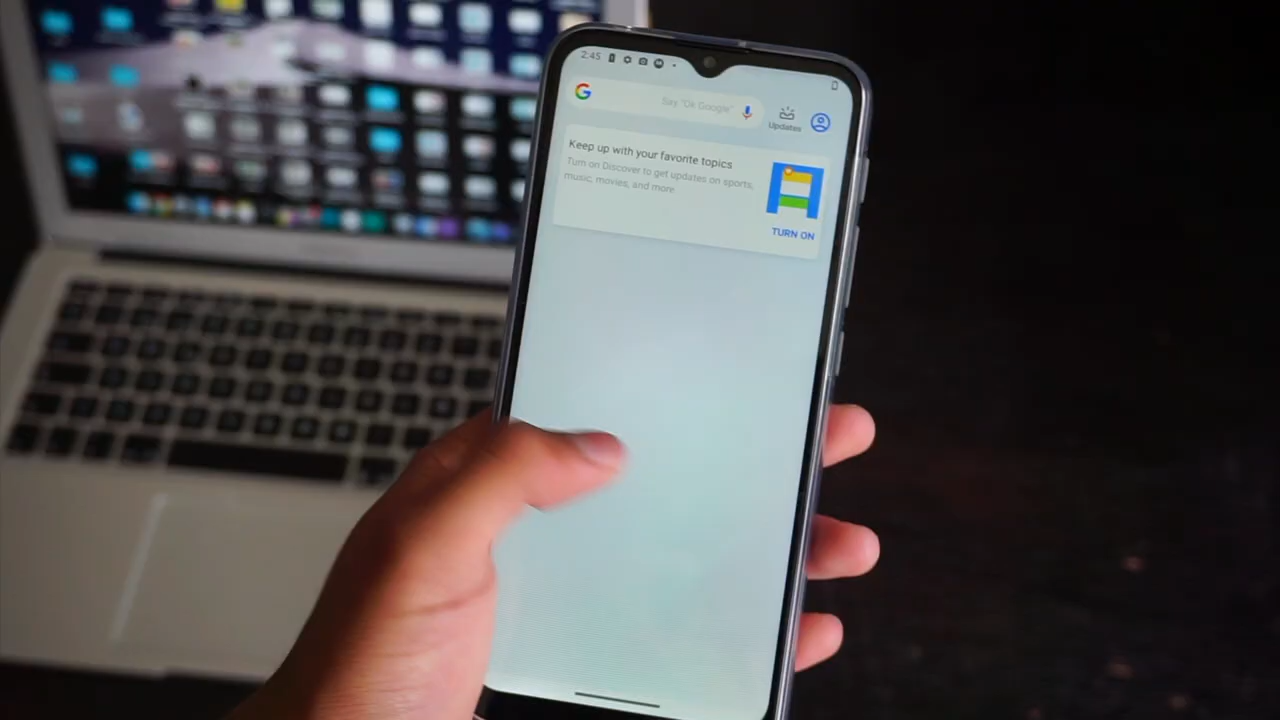 2:45
G
Say "Ok Google"
Updates
Keep up with your favorite topics
Turn on Discover to get updates on sports,
music, movies, and more.
TURN ON